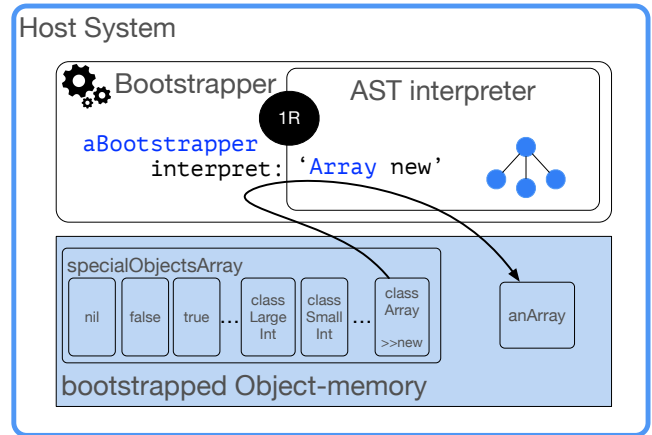 Host System
Bootstrapper
AST interpreter
1R
aBootstrapper
interpret: ‘Array new’
specialObjectsArray
nil
false
true
...
class
Large
Int
class
Small
Int
...
class
Array
>>new
anArray
bootstrapped Object-memory